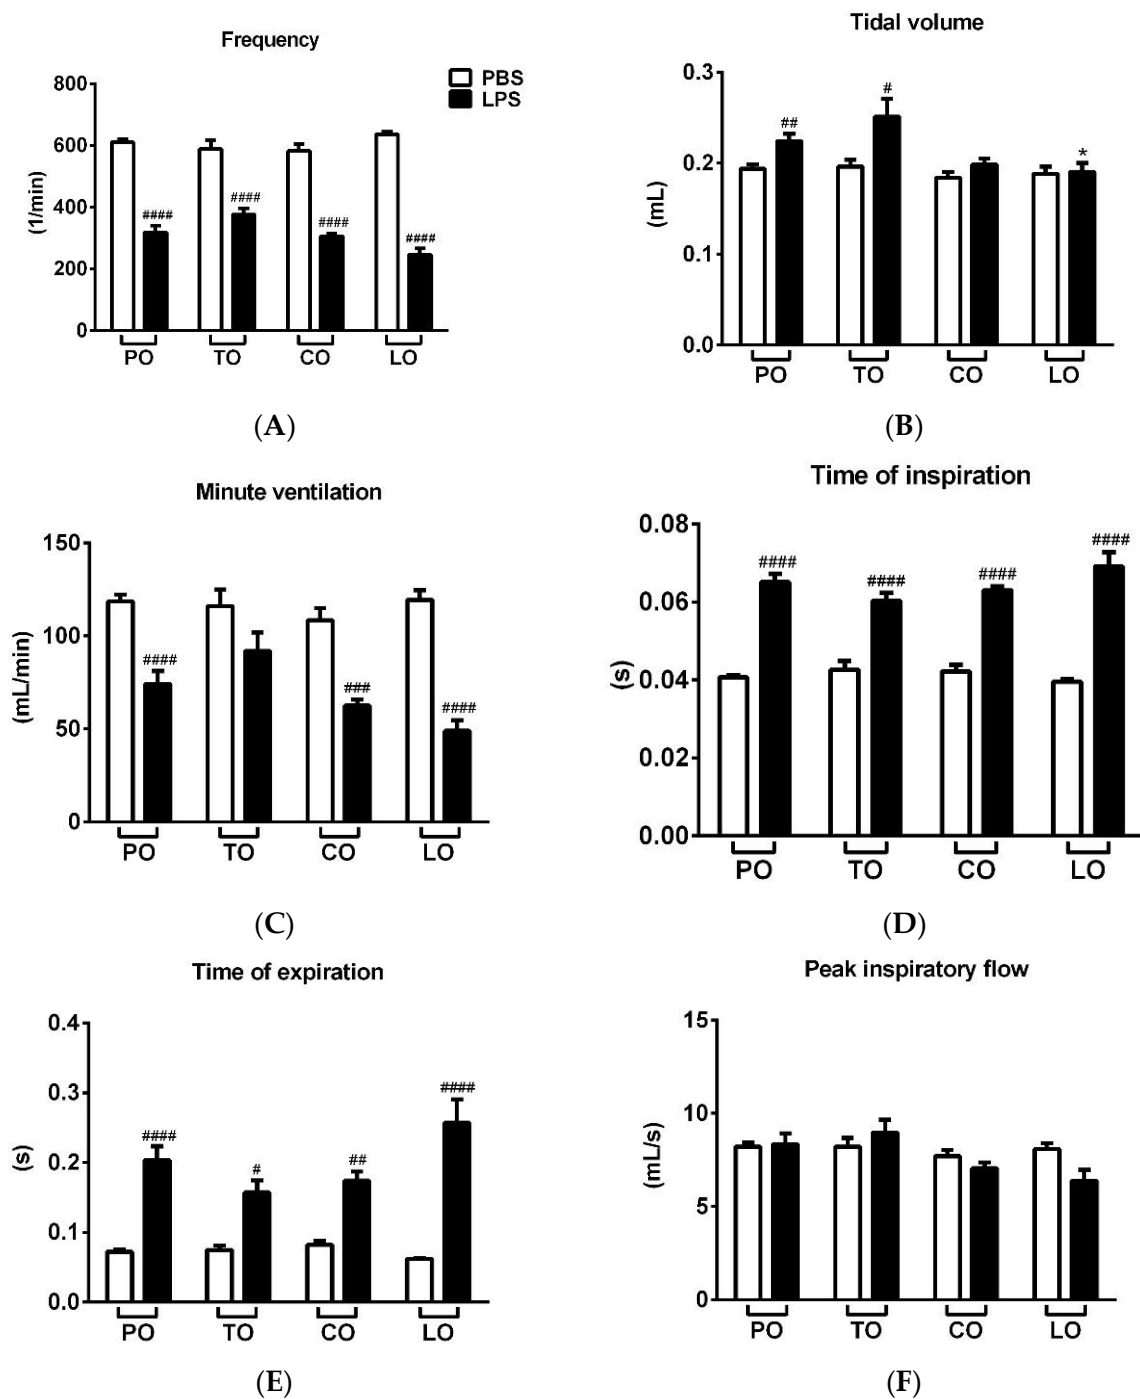 Frequency
PBS
LPS
800
600
400
200
0
(1/min)
####
####
####
####
PO TO CO LO
(A)
Tidal volume
0.3
0.2
0.1
0.0
(mL)
##
#
*
PO TO CO LO
(B)
Minute ventilation
150
100
50
0
(mL/min)
####
###
####
PO TO CO LO
(C)
Time of inspiration
0.08
0.06
0.04
0.02
0.00
(s)
####
####
####
####
PO TO CO LO
(D)
Time of expiration
0.4
0.3
0.2
0.1
0.0
(s)
####
#
##
####
PO TO CO LO
(E)
Peak inspiratory flow
15
10
5
0
(mL/s)
PO TO CO LO
(F)